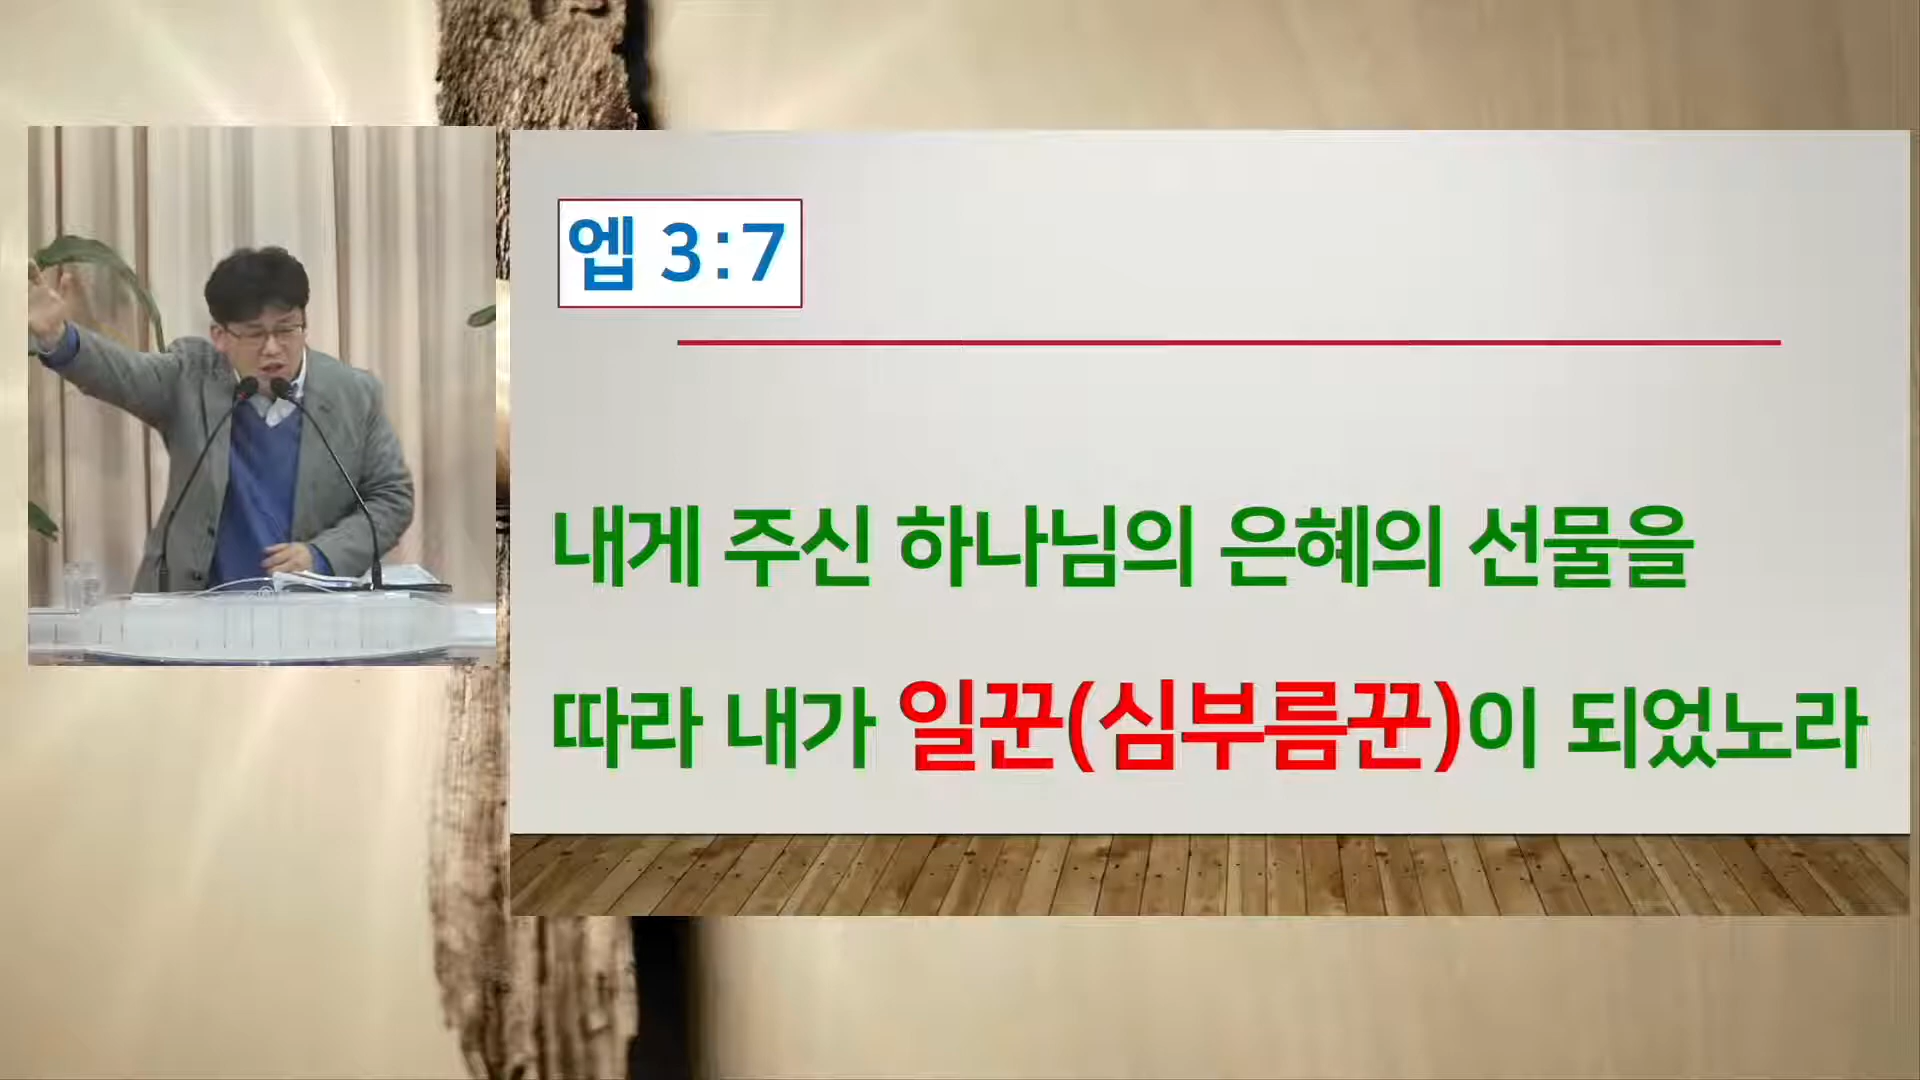 엡 3:7
내게 주신 하나님의 은혜의 선물을
따라 내가 일꾼(심부름꾼)이 되었노라